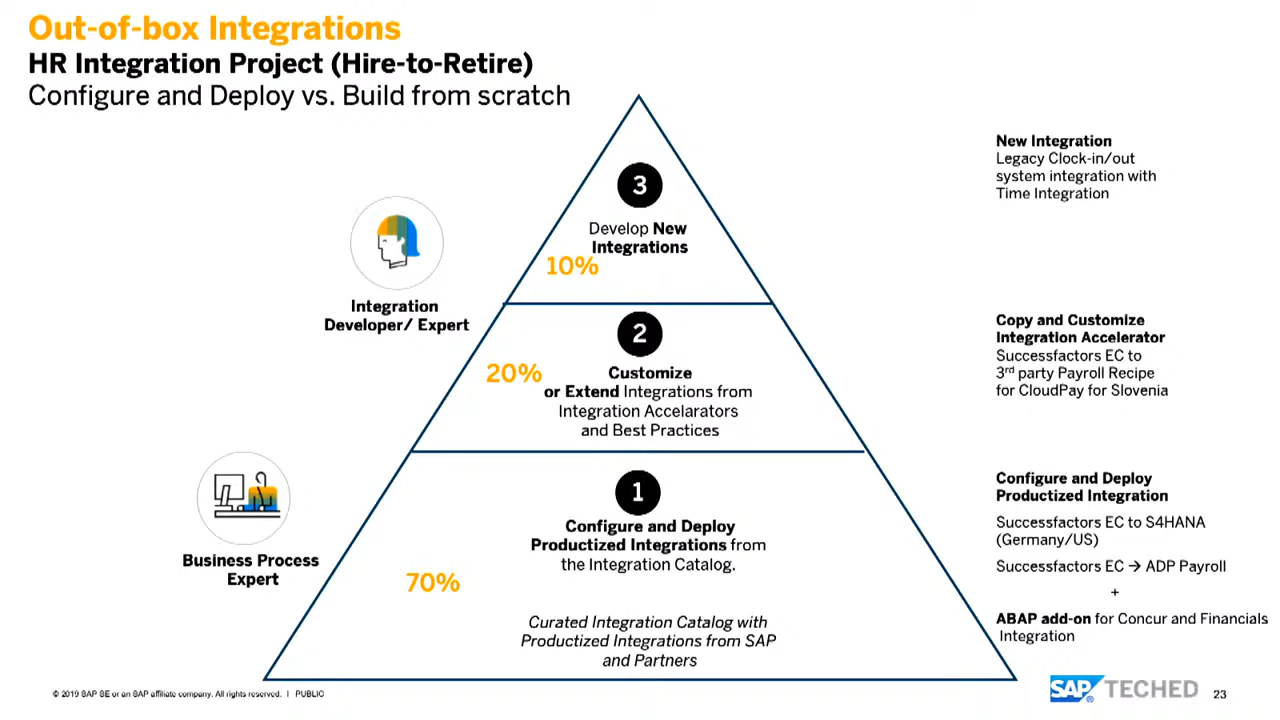 Out-of-box Integrations
HR Integration Project (Hire-to-Retire)
Configure and Deploy vs. Build from scratch
3
Develop New
Integrations
10%
New Integration
Legacy Clock-in/out
system integration with
Time Integration
Integration
Developer/ Expert
2
20%
Customize
or Extend Integrations from
Integration Accelarators
and Best Practices
Copy and Customize
Integration Accelerator
Successfactors EC to
3rd party Payroll Recipe
for CloudPay for Slovenia
Business Process
Expert
1
Configure and Deploy
Productized Integrations from
the Integration Catalog.
70%
Curated Integration Catalog with
Productized Integrations from SAP
and Partners
Configure and Deploy
Productized Integration
Successfactors EC to S4HANA
(Germany/US)
Successfactors EC → ADP Payroll
+
ABAP add-on for Concur and Financials
Integration
© 2019 SAP SE or an SAP affiliate company. All rights reserved. | PUBLIC
SAP TECHED
23